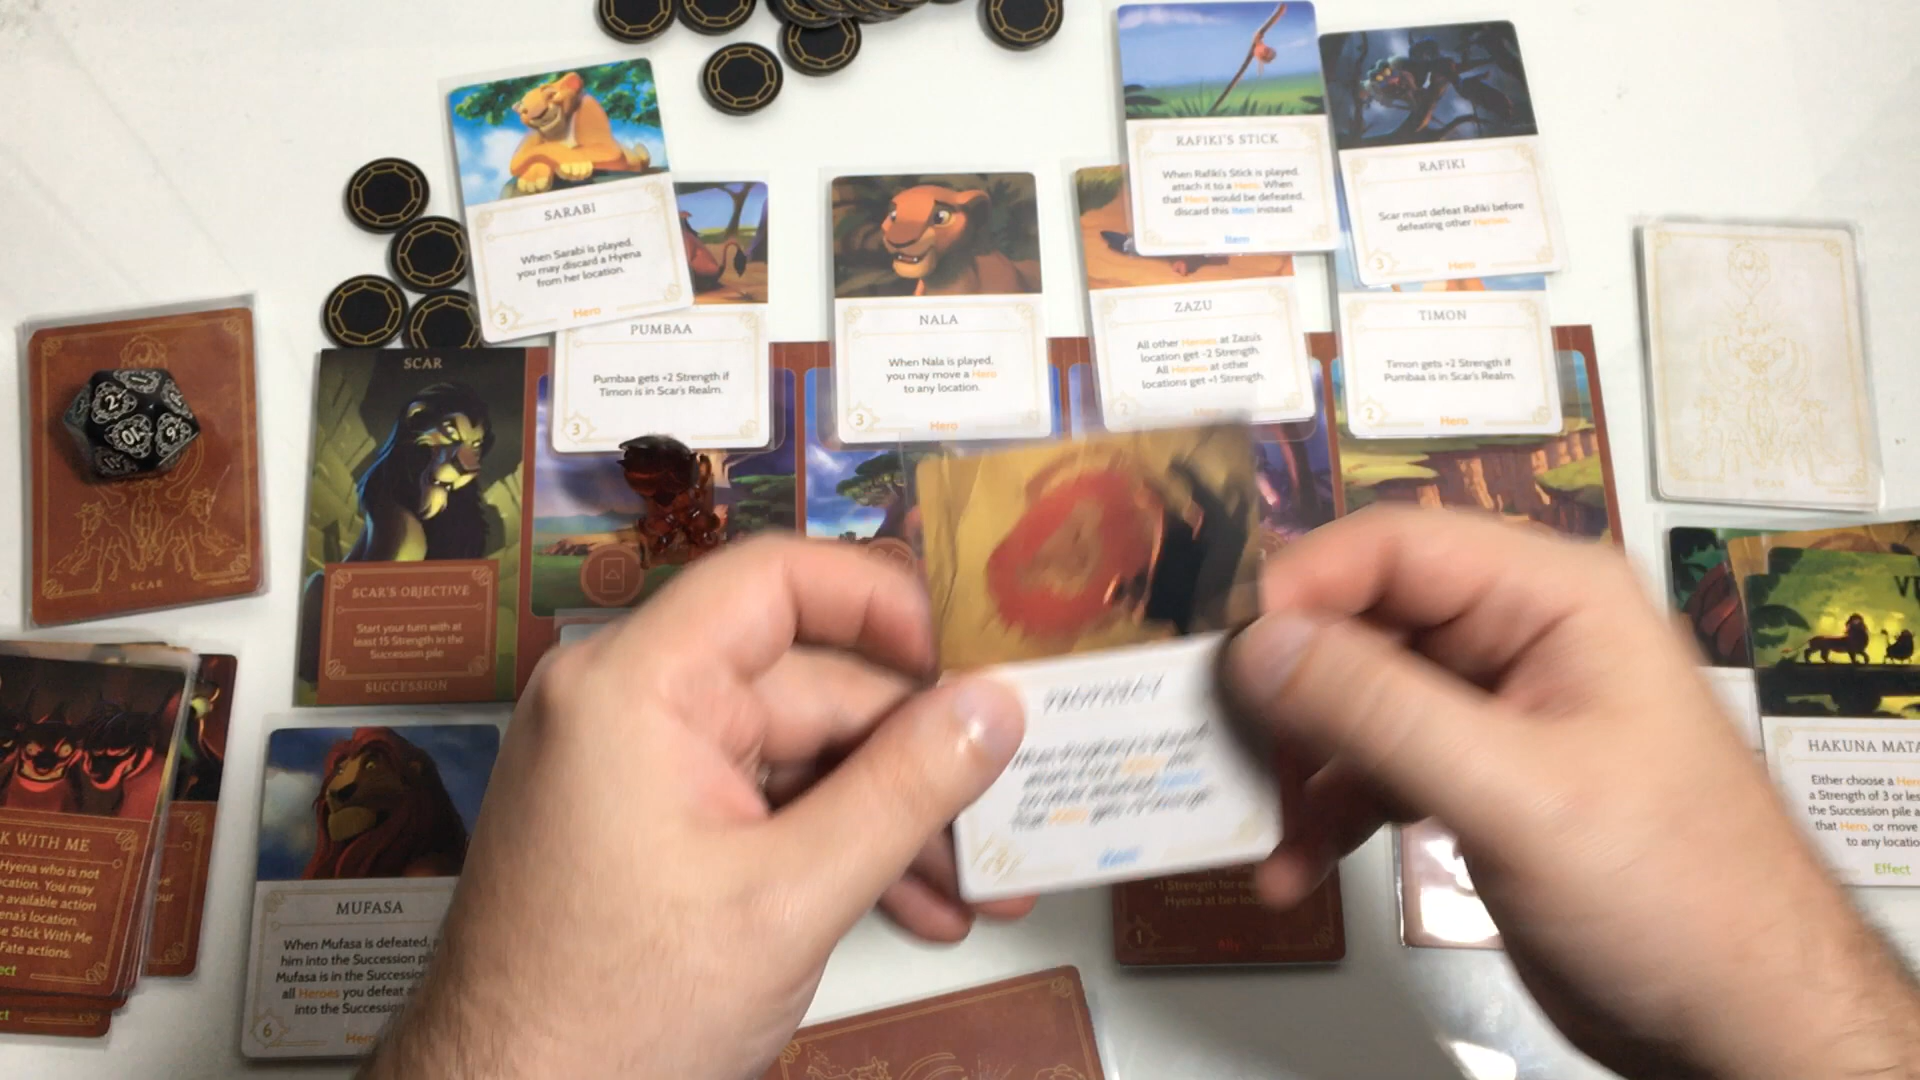 SARABI
When Sarabi is played,
you may discard a Hyena
from her location.
3
Hero
PUMBAA
Pumbaa gets +2 Strength if
Timon is in Scar's Realm.
3
NALA
When Nala is played,
you may move a Hero
to any location.
3
Hero
RAFIKI'S STICK
When Rafiki's Stick is played,
attach it to a Hero. When
that Hero would be defeated,
discard this Item instead.
Item
RAFIKI
Scar must defeat Rafiki before
defeating other Heroes.
3
Hero
ZAZU
All other Heroes at Zazu's
location get -2 Strength.
All Heroes at other
locations get +1 Strength.
2
Hero
TIMON
Timon gets +2 Strength if
Pumbaa is in Scar's Realm.
2
Hero
SCAR
SCAR'S OBJECTIVE
Start your turn with at
least 15 Strength in the
Succession pile
SUCCESSION
2
10
6
SCAR
SCAR
K WITH ME
Hyena who is not
cation. You may
available action
ena's location.
e Stick With Me
Fate actions.
ect
our
MUFASA
When Mufasa is defeated,
him into the Succession
Mufasa is in the Succession
all Heroes you defeat
into the Succession
6
Hero
+1 Strength for
Hyena at her
1
Ally
HAKUNA MATA
Either choose a Hero
a Strength of 3 or les
the Succession pile a
that Hero, or move
to any locatio
Effect